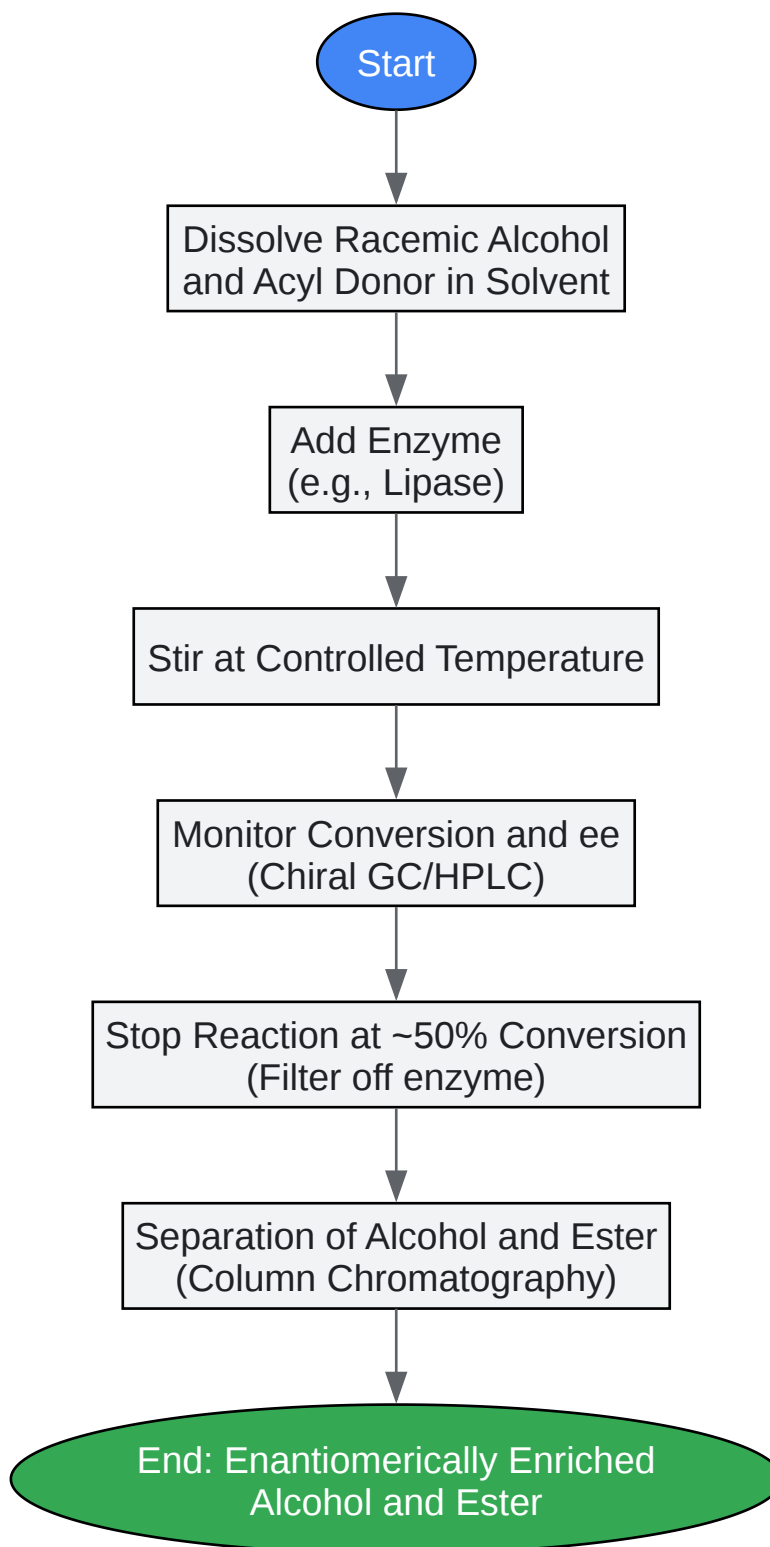 Start
Dissolve Racemic Alcohol
and Acyl Donor in Solvent
Add Enzyme
(e.g., Lipase)
Stir at Controlled Temperature
Monitor Conversion and ee
(Chiral GC/HPLC)
Stop Reaction at ~50% Conversion
(Filter off enzyme)
Separation of Alcohol and Ester
(Column Chromatography)
End: Enantiomerically Enriched
Alcohol and Ester